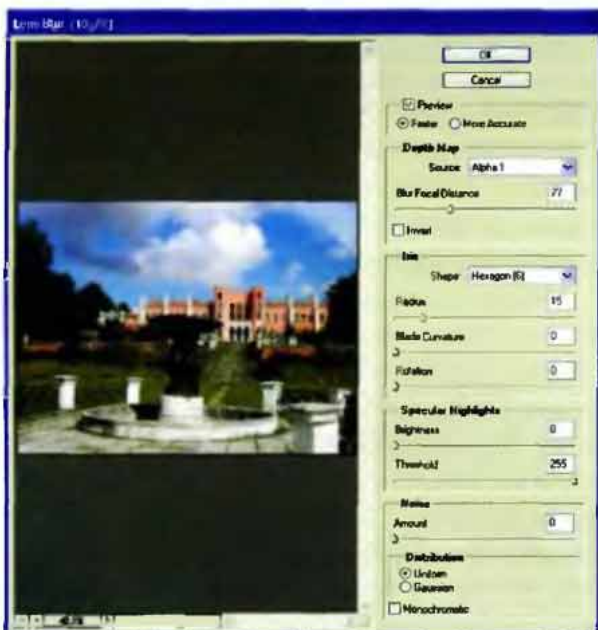 Lens Blur
OK
Cancel
Preview
Faster More Accurate
Depth Map
Source: Alpha 1
Blur Focal Distance 77
Invert
Iris
Shape: Hexagon (6)
Radius 15
Blade Curvature 0
Rotation 0
Specular Highlights
Brightness 0
Threshold 255
Noise
Amount 0
Distribution
Uniform
Gaussian
Monochromatic